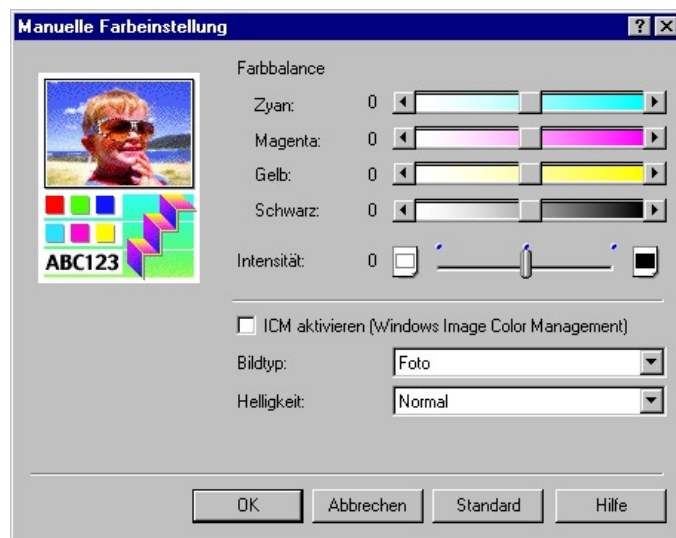 Manuelle Farbeinstellung
Farbbalance
Zyan: 0
Magenta: 0
Gelb: 0
Schwarz: 0
Intensität: 0
ABC123
ICM aktivieren (Windows Image Color Management)
Bildtyp: Foto
Helligkeit: Normal
OK Abbrechen Standard Hilfe